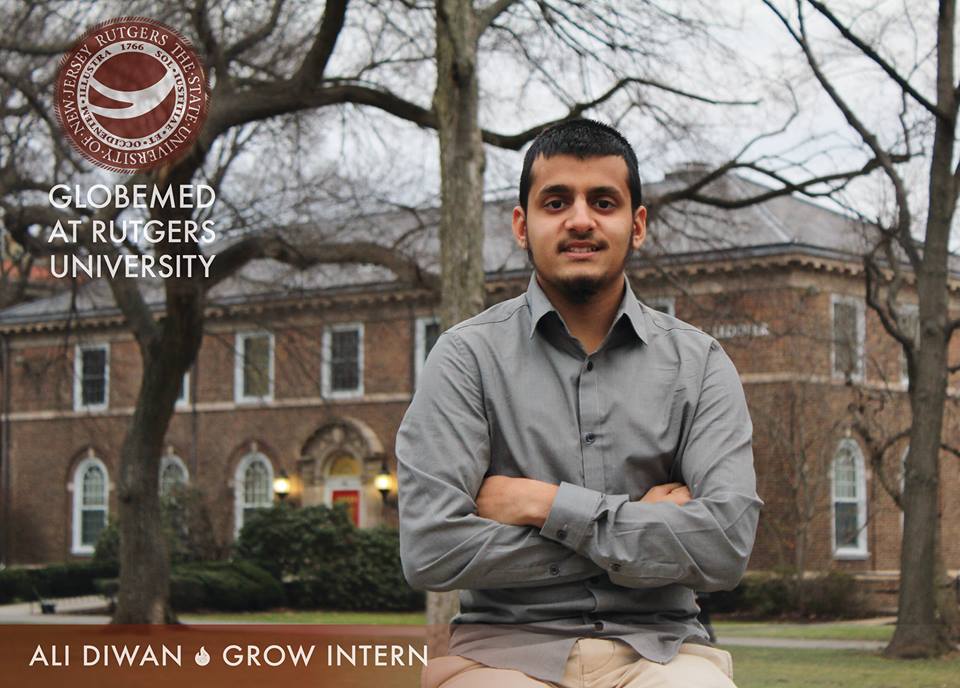 RUTGERS THE STATE UNIVERSITY OF NEW JERSEY
SOL IUSTITIAE ET OCCIDENTEM ILLUSTRA
1766
GLOBEMED
AT RUTGERS
UNIVERSITY
ALI DIWAN GROW INTERN